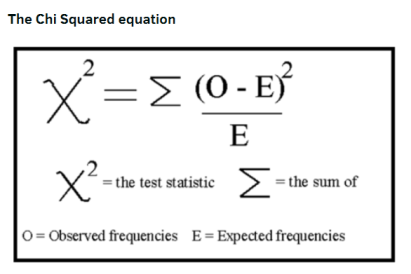 The Chi Squared equation
χ² = Σ (O - E)²
E
χ² = the test statistic Σ = the sum of
O = Observed frequencies E = Expected frequencies